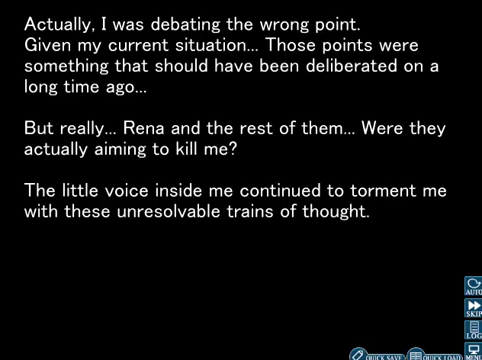 Actually, I was debating the wrong point.
Given my current situation... Those points were
something that should have been deliberated on a
long time ago...
But really... Rena and the rest of them... Were they
actually aiming to kill me?
The little voice inside me continued to torment me
with these unresolvable trains of thought.
AUTO
SKIP
LOG
QUICK SAVE
QUICK LOAD
MENU